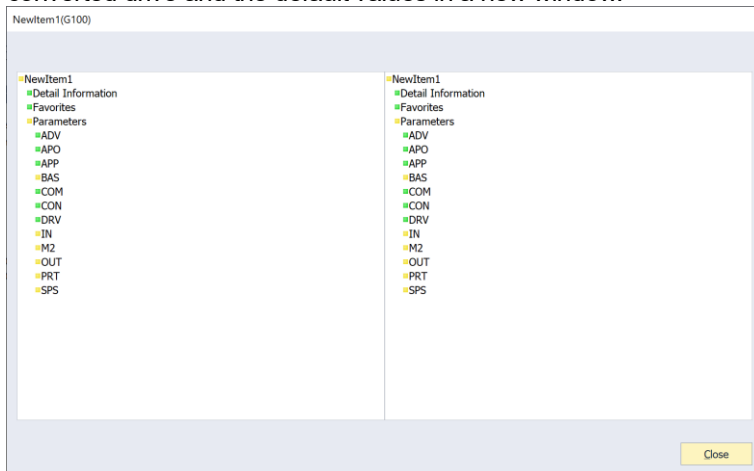 converted drive and the default values in a new window.
NewItem1(G100)
NewItem1
Detail Information
Favorites
Parameters
ADV
APO
APP
BAS
COM
CON
DRV
IN
M2
OUT
PRT
SPS
NewItem1
Detail Information
Favorites
Parameters
ADV
APO
APP
BAS
COM
CON
DRV
IN
M2
OUT
PRT
SPS
Close